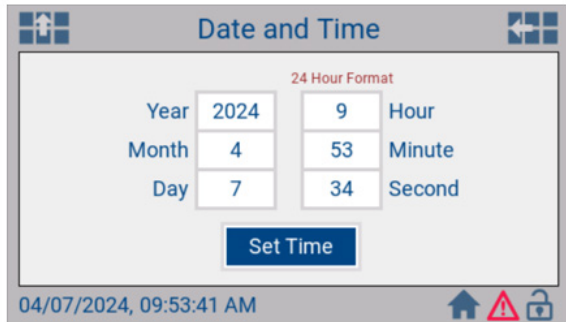 Date and Time
24 Hour Format
Year 2024 9 Hour
Month 4 53 Minute
Day 7 34 Second
Set Time
04/07/2024, 09:53:41 AM